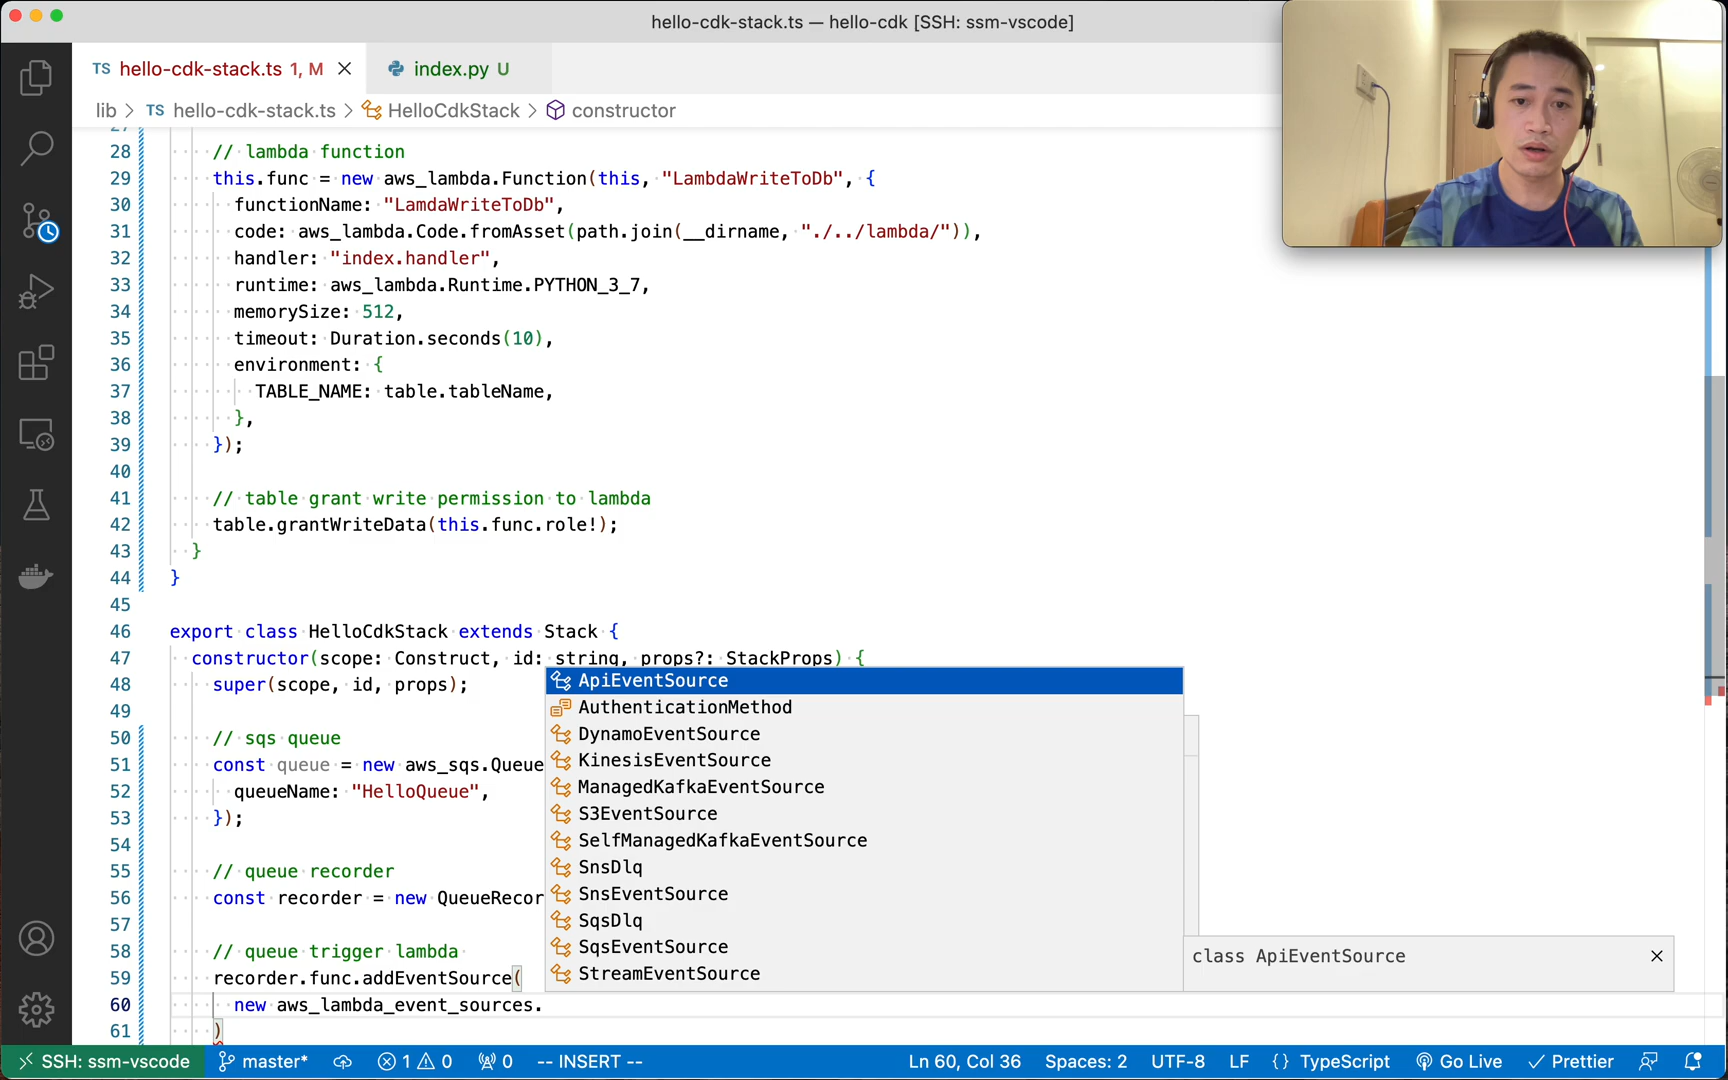 hello-cdk-stack.ts — hello-cdk [SSH: ssm-vscode]
TS hello-cdk-stack.ts 1, M
index.py U
lib > TS hello-cdk-stack.ts > HelloCdkStack > constructor
27
28 // lambda function
29 this.func = new aws_lambda.Function(this, "LambdaWriteToDb", {
30 functionName: "LamdaWriteToDb",
31 code: aws_lambda.Code.fromAsset(path.join(__dirname, "./../lambda/")),
32 handler: "index.handler",
33 runtime: aws_lambda.Runtime.PYTHON_3_7,
34 memorySize: 512,
35 timeout: Duration.seconds(10),
36 environment: {
37 TABLE_NAME: table.tableName,
38 },
39 });
40
41 // table grant write permission to lambda
42 table.grantWriteData(this.func.role!);
43 }
44 }
45
46 export class HelloCdkStack extends Stack {
47 constructor(scope: Construct, id: string, props?: StackProps) {
48 super(scope, id, props);
49
50 // sqs queue
51 const queue = new aws_sqs.Queue
52 queueName: "HelloQueue",
53 });
54
55 // queue recorder
56 const recorder = new QueueRecor
57
58 // queue trigger lambda
59 recorder.func.addEventSource(
60 new aws_lambda_event_sources.
61 )
ApiEventSource
AuthenticationMethod
DynamoEventSource
KinesisEventSource
ManagedKafkaEventSource
S3EventSource
SelfManagedKafkaEventSource
SnsDlq
SnsEventSource
SqsDlq
SqsEventSource
StreamEventSource
class ApiEventSource
SSH: ssm-vscode master* 1 0 0 -- INSERT -- Ln 60, Col 36 Spaces: 2 UTF-8 LF {} TypeScript Go Live Prettier